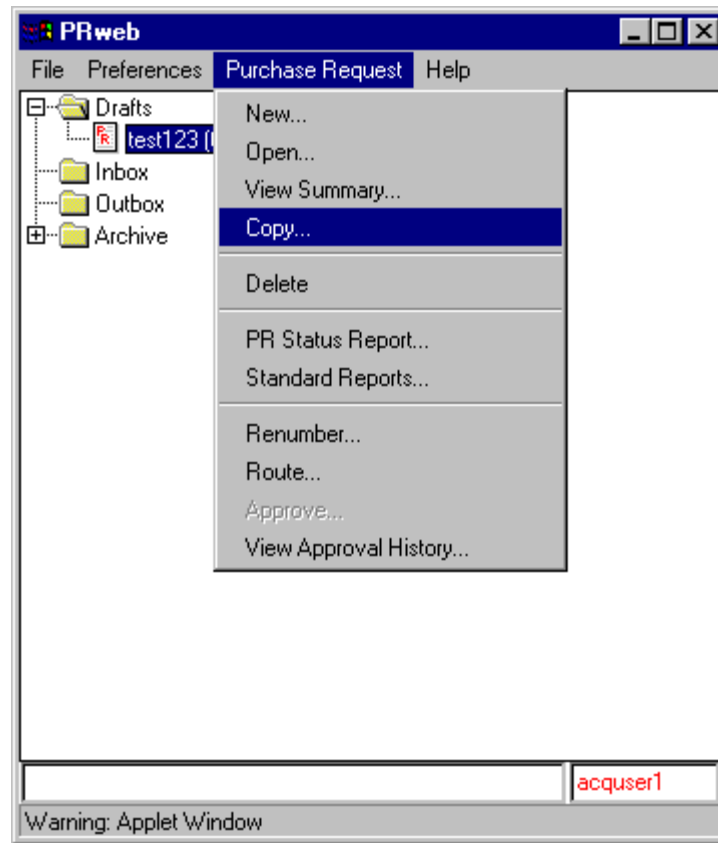 PRweb
File Preferences Purchase Request Help
Drafts
test123 (
Inbox
Outbox
Archive
New...
Open...
View Summary...
Copy...
Delete
PR Status Report...
Standard Reports...
Renumber...
Route...
Approve...
View Approval History...
acquser1
Warning: Applet Window